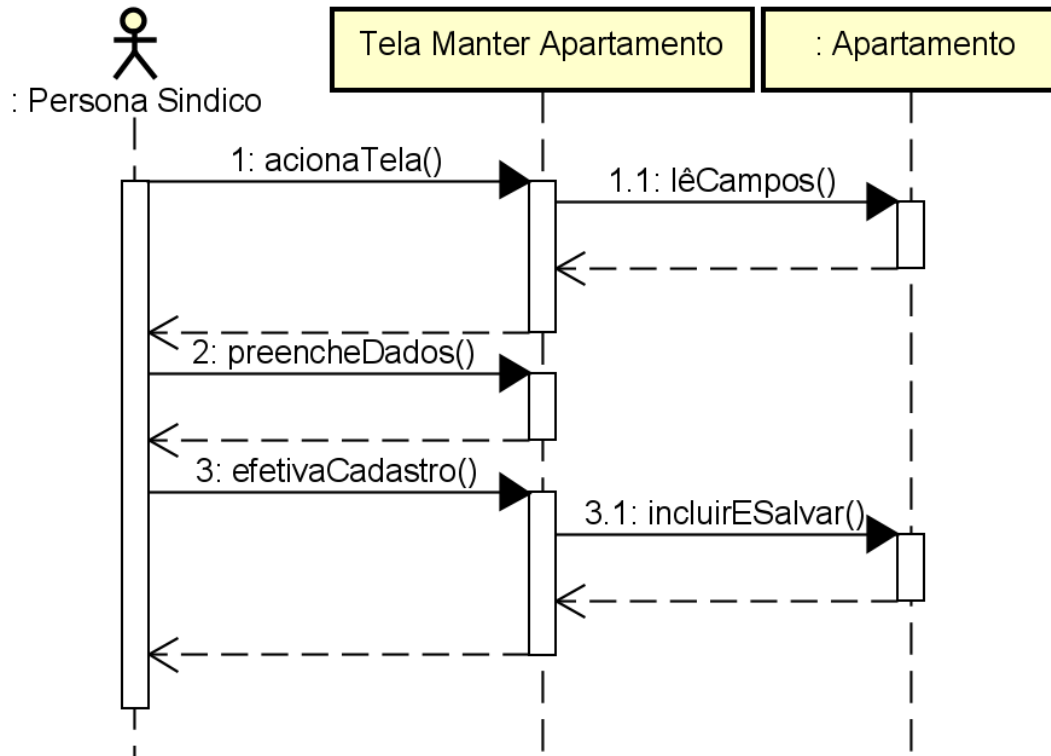 Tela Manter Apartamento
: Apartamento
: Persona Sindico
1: acionaTela()
1.1: lêCampos()
2: preencheDados()
3: efetivaCadastro()
3.1: incluirESalvar()